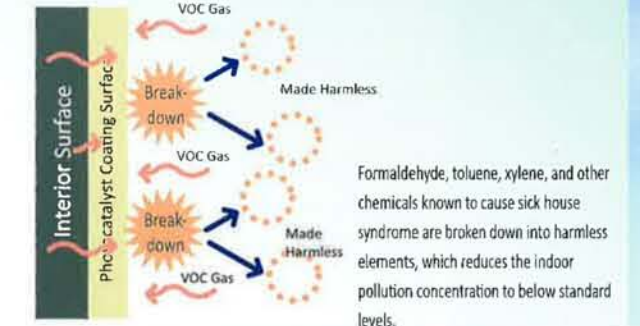 VOC Gas
Interior Surface
Photocatalyst Coating Surface
Break-
down
Made Harmless
VOC Gas
Formaldehyde, toluene, xylene, and other
chemicals known to cause sick house
syndrome are broken down into harmless
elements, which reduces the indoor
pollution concentration to below standard
levels.
Break-
down
Made
Harmless
VOC Gas